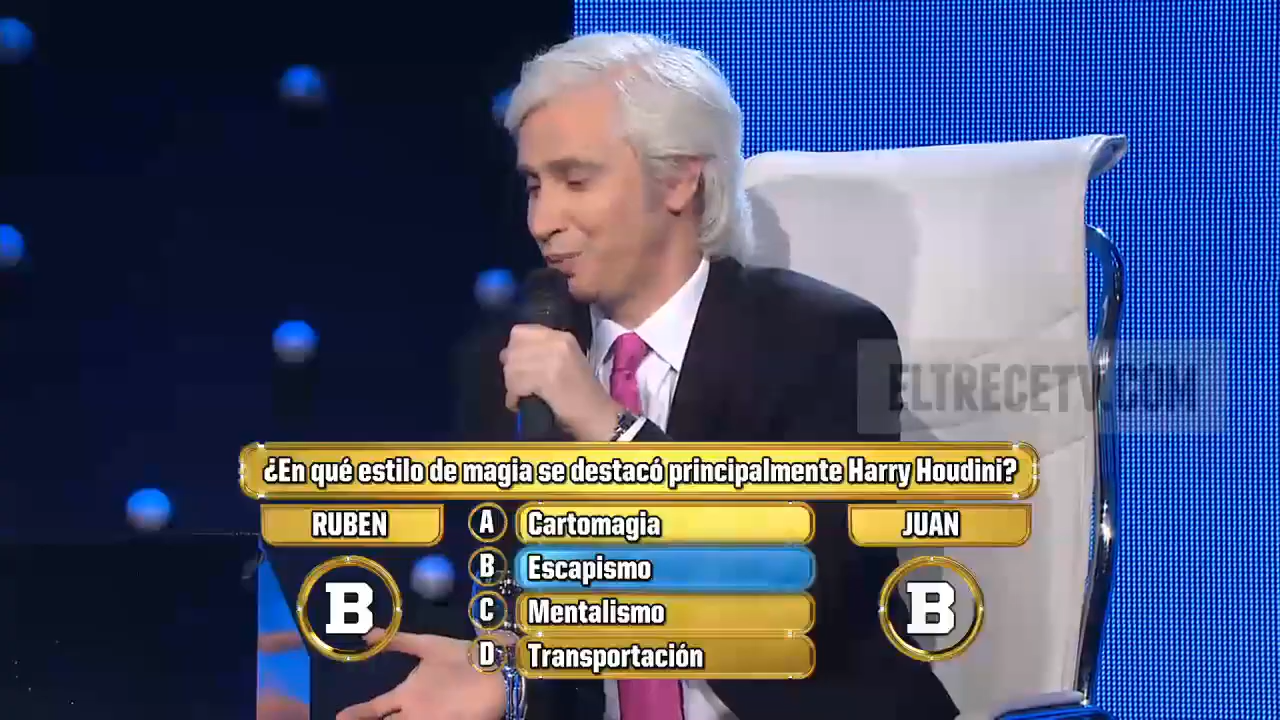 ELTRECETV.COM
¿En qué estilo de magia se destacó principalmente Harry Houdini?
RUBEN
A Cartomagia
JUAN
B Escapismo
C Mentalismo
D Transportación
B
B